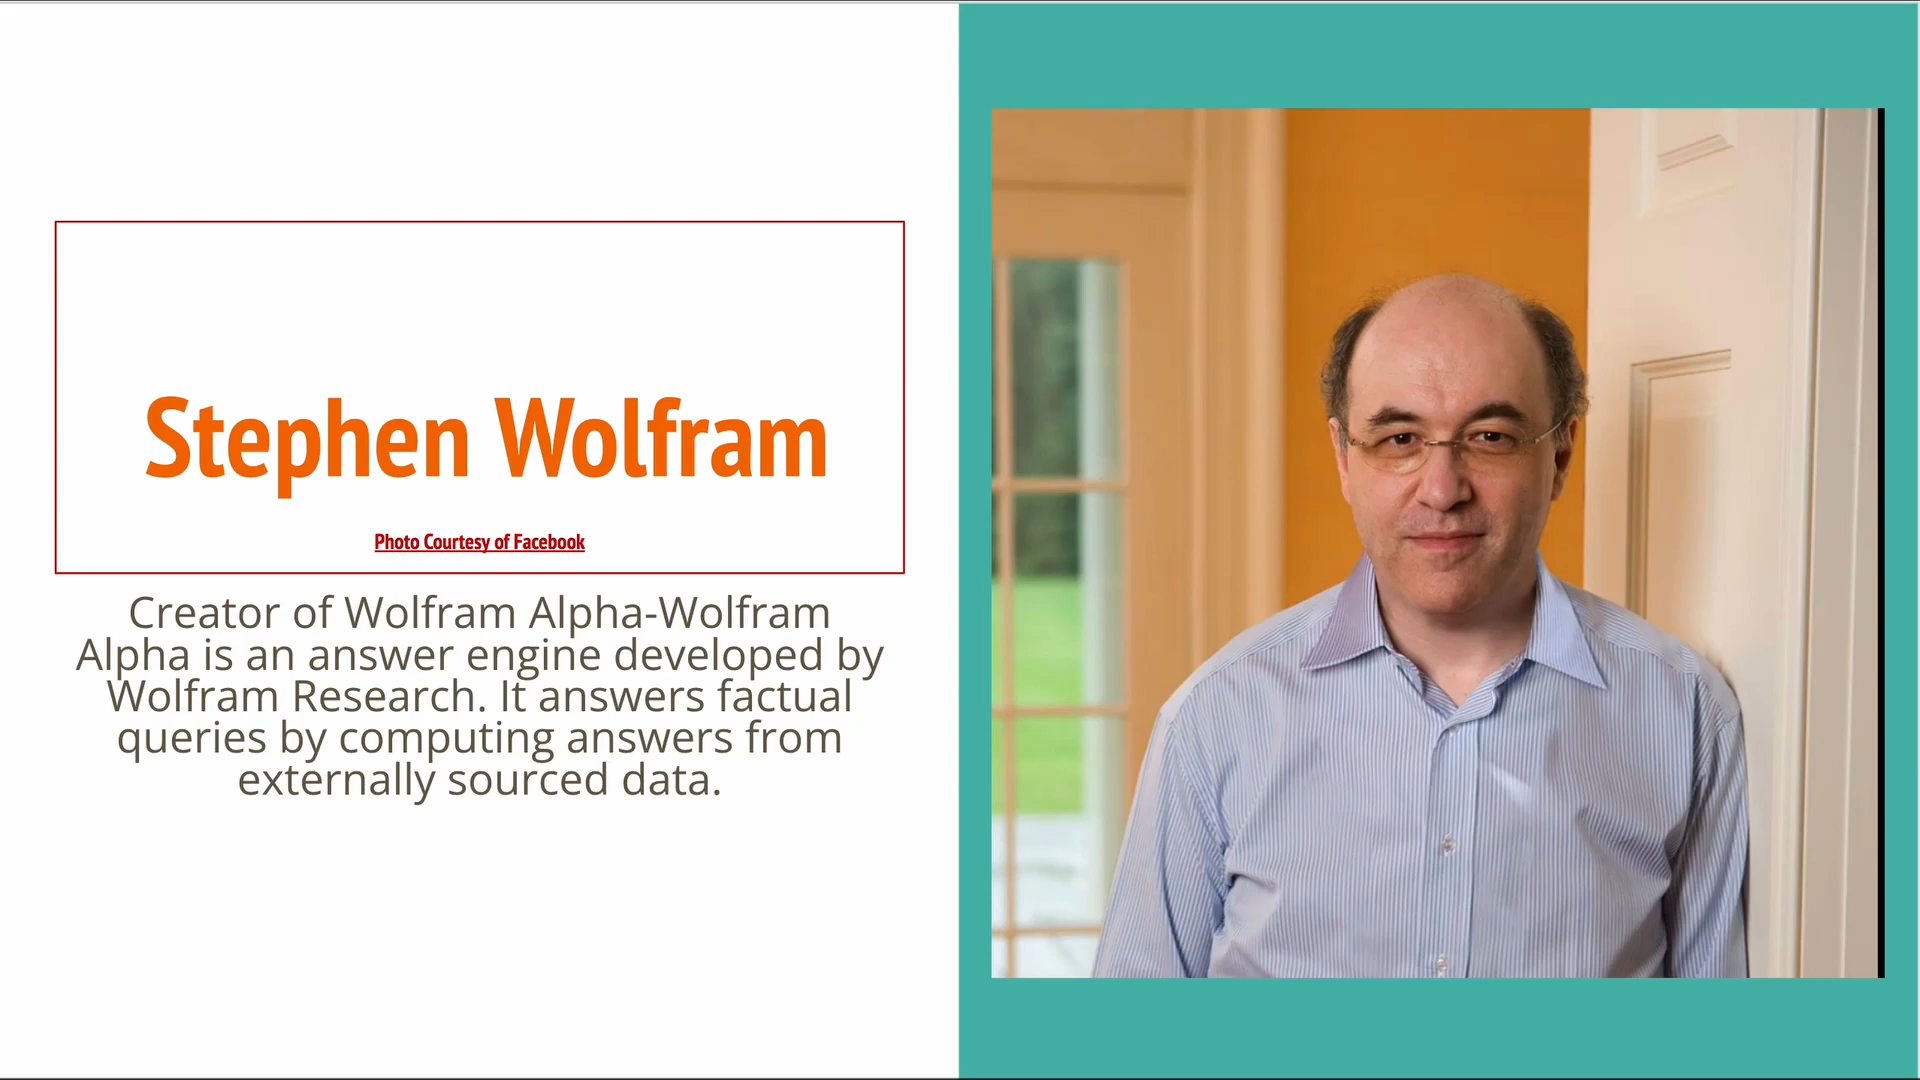 Stephen Wolfram
Photo Courtesy of Facebook
Creator of Wolfram Alpha-Wolfram
Alpha is an answer engine developed by
Wolfram Research. It answers factual
queries by computing answers from
externally sourced data.